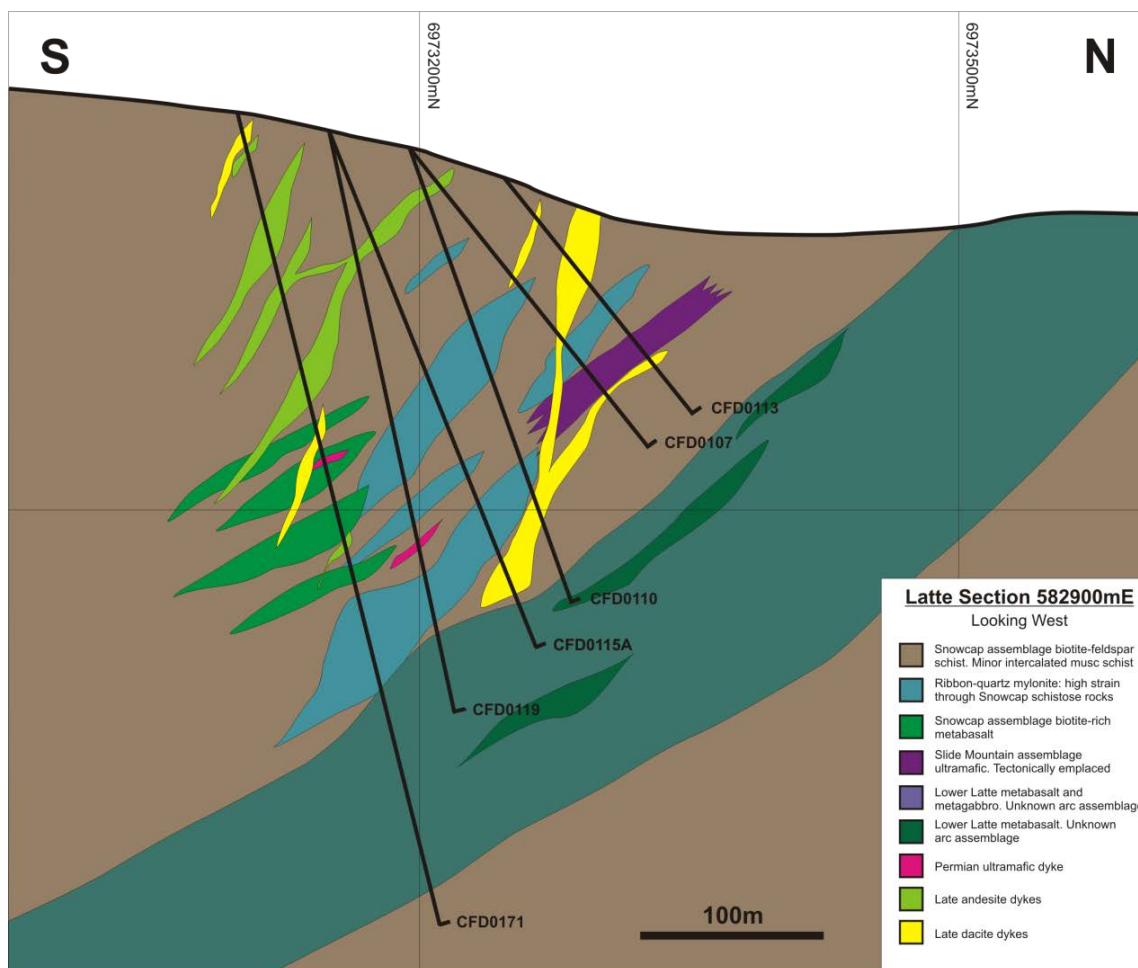 S
6973200mN
6973500mN
N
CFD0113
CFD0107
CFD0110
CFD0115A
CFD0119
CFD0171
100m
Latte Section 582900mE
Looking West
Snowcap assemblage biotite-feldspar
schist. Minor intercalated musc schist
Ribbon-quartz mylonite: high strain
through Snowcap schistose rocks
Snowcap assemblage biotite-rich
metabasalt
Slide Mountain assemblage
ultramafic. Tectonically emplaced
Lower Latte metabasalt and
metagabbro. Unknown arc assemblage
Lower Latte metabasalt. Unknown
arc assemblage
Permian ultramafic dyke
Late andesite dykes
Late dacite dykes